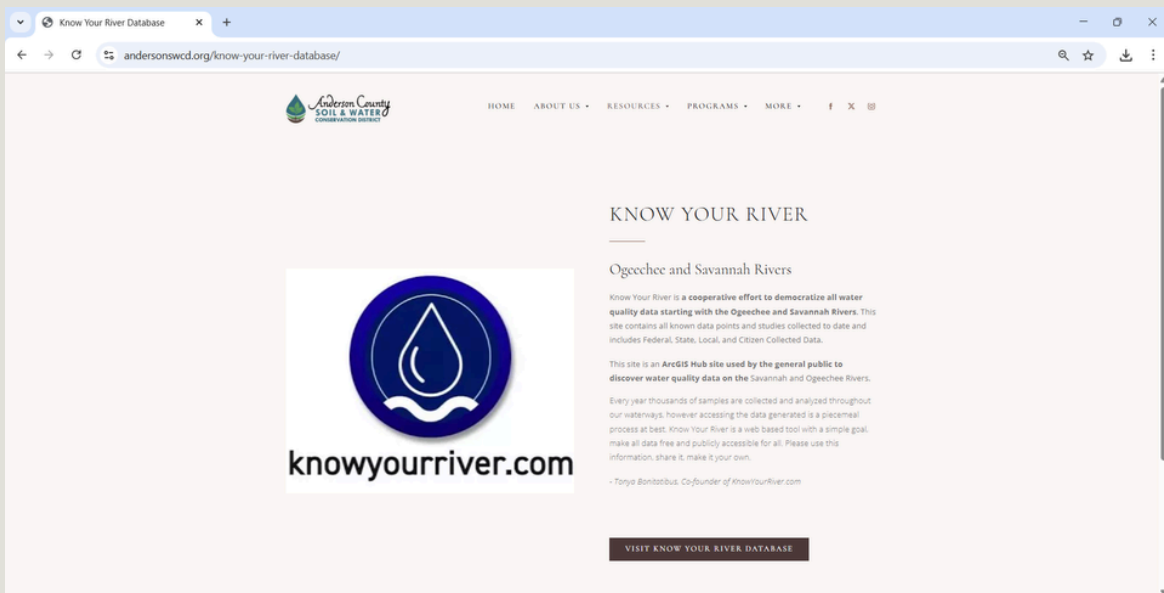 Know Your River Database
andersonswcd.org/know-your-river-database/
Anderson County
SOIL & WATER
CONSERVATION DISTRICT
HOME ABOUT US RESOURCES PROGRAMS MORE
KNOW YOUR RIVER
Ogeechee and Savannah Rivers
Know Your River is a cooperative effort to democratize all water
quality data starting with the Ogeechee and Savannah Rivers. This
site contains all known data points and studies collected to date and
includes Federal, State, Local, and Citizen Collected Data.
This site is an ArcGIS Hub site used by the general public to
discover water quality data on the Savannah and Ogeechee Rivers.
Every year thousands of samples are collected and analyzed throughout
our waterways, however accessing the data generated is a piecemeal
process at best. Know Your River is a web based tool with a simple goal,
make all data free and publicly accessible for all. Please use this
information, share it, make it your own.
- Tonya Bonitatibus, Co-founder of KnowYourRiver.com
knowyourriver.com
VISIT KNOW YOUR RIVER DATABASE